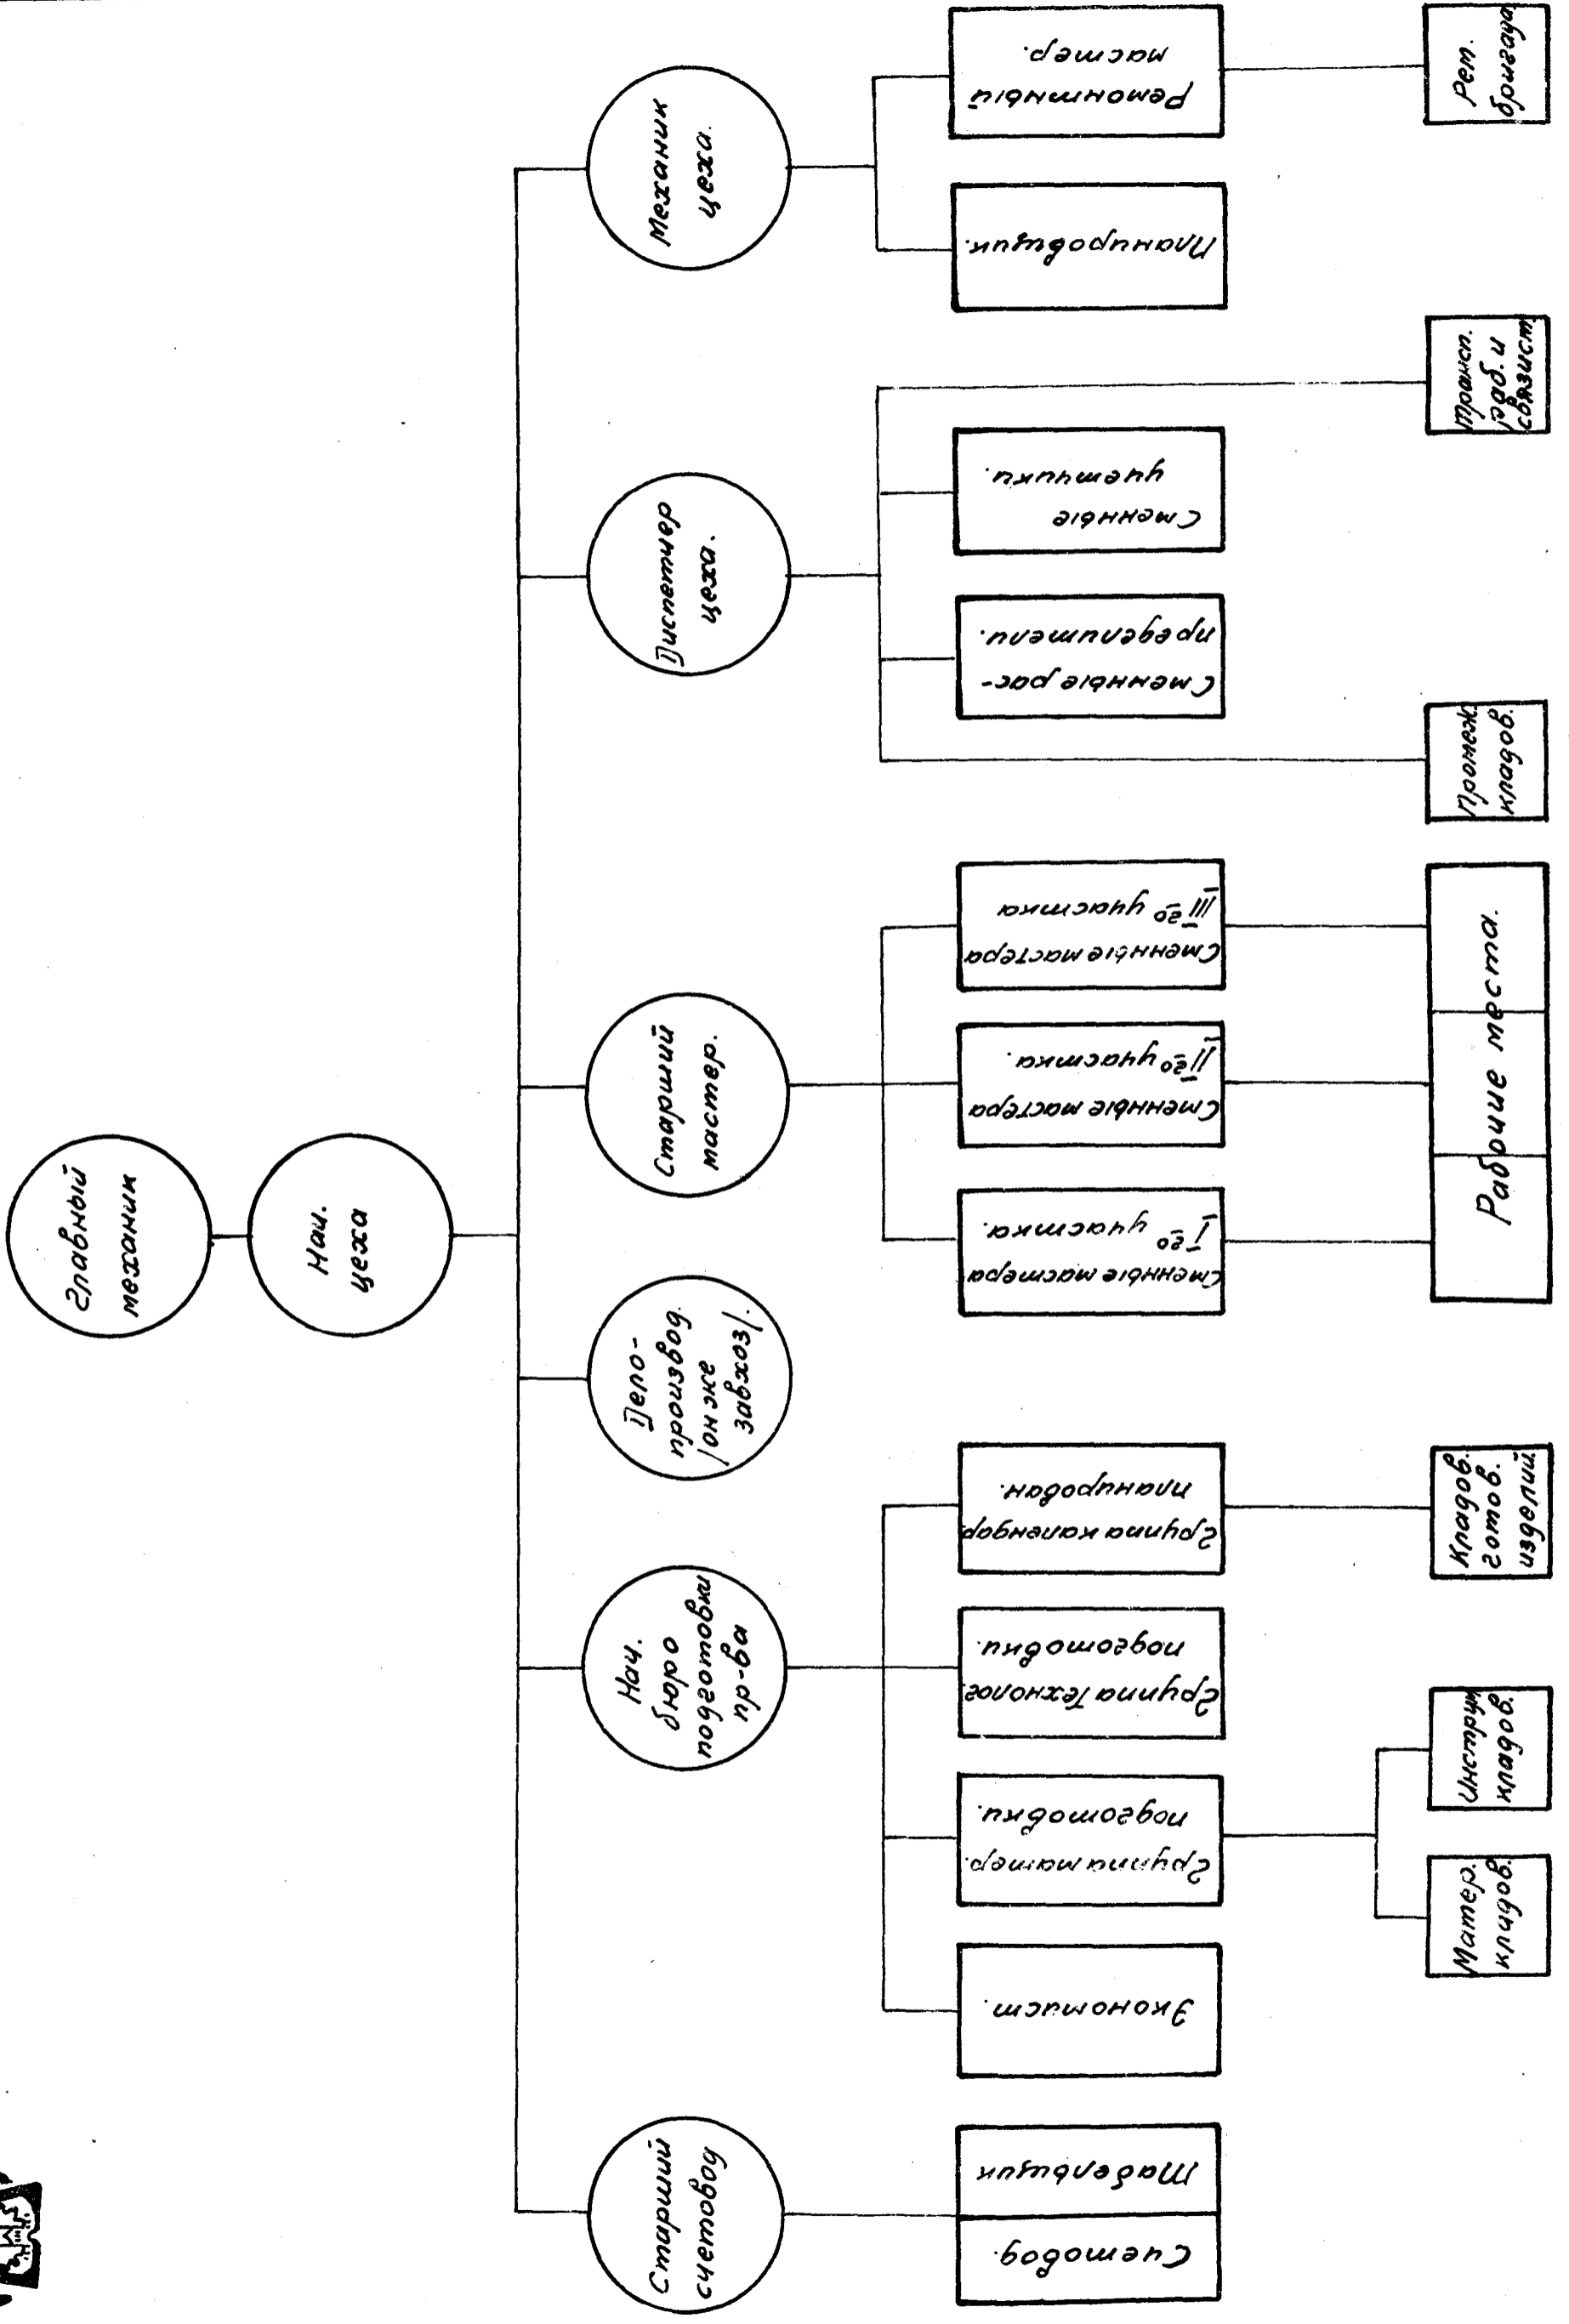 Главный
механик
Нач.
цеха
Старший
счетовод
Нач.
бюро
подготовки
пр-ва
Дело-
производ.
/он же
завхоз/.
Старший
мастер.
Диспетчер
цеха.
Механик
цеха.
Счетовод.
Табельщик
Экономист.
Группа матер.
подготовки.
Группа Технолог.
подготовки.
Группа календар.
планирован.
Сменные мастера
I го участка.
Сменные мастера
II го участка.
Сменные мастера
III го участка
Сменные рас-
пределители.
Сменные
учетчики.
Планировщик.
Ремонтный
мастер.
Матер.
кладов.
Инструм.
кладов.
Кладов.
готов.
изделий.
Рабочие места.
Промеж.
кладов.
Трансп.
раб. и
связист.
Рем.
бригада